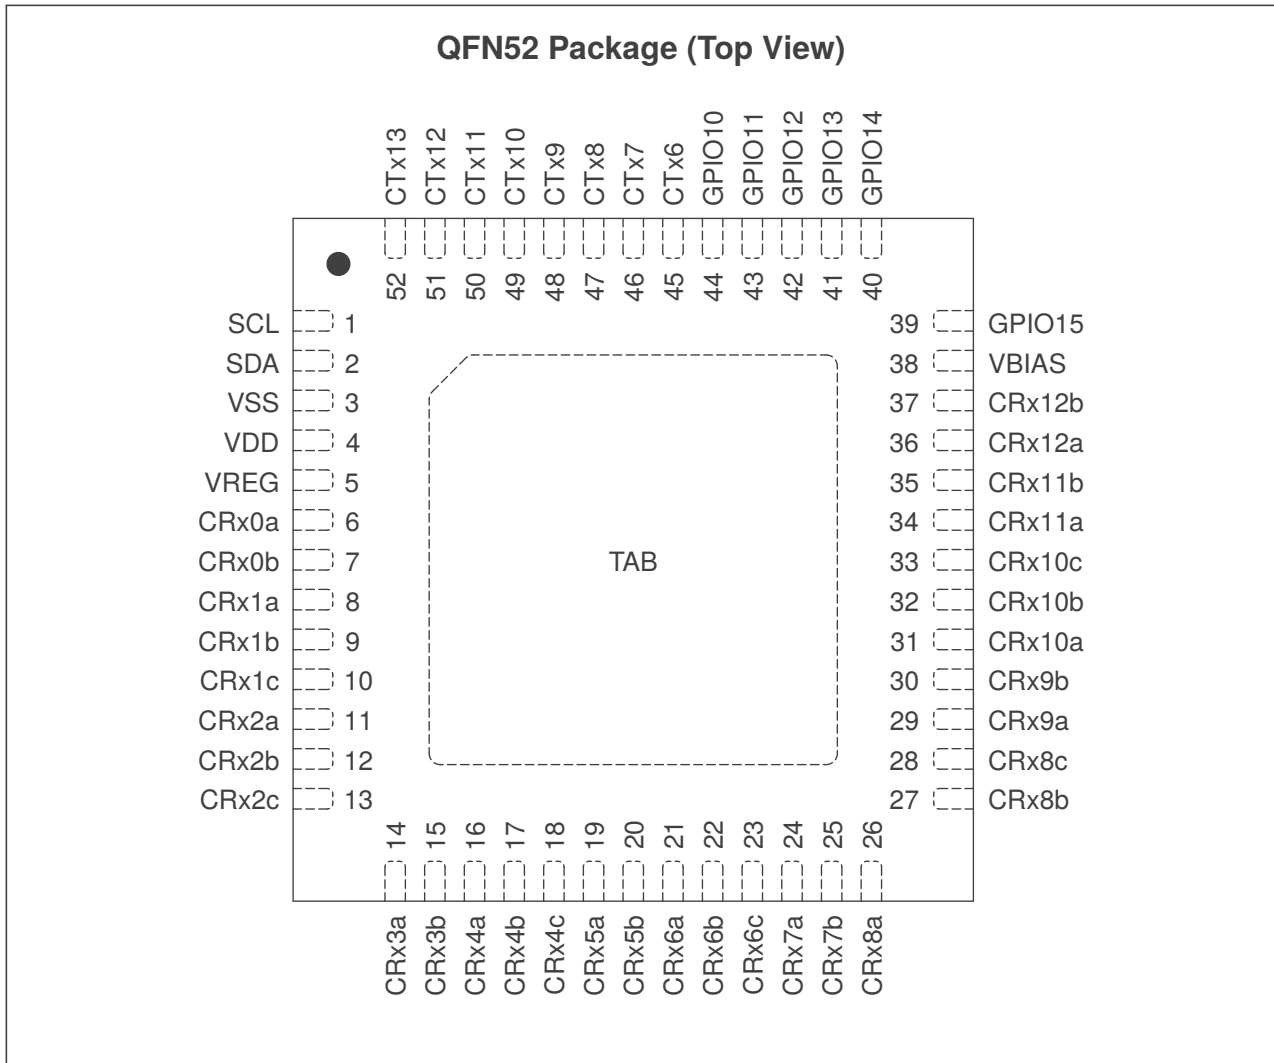 QFN52 Package (Top View)
CTx13 CTx12 CTx11 CTx10 CTx9 CTx8 CTx7 CTx6 GPIO10 GPIO11 GPIO12 GPIO13 GPIO14
52 51 50 49 48 47 46 45 44 43 42 41 40
SCL 1 39 GPIO15
SDA 2 38 VBIAS
VSS 3 37 CRx12b
VDD 4 36 CRx12a
VREG 5 35 CRx11b
CRx0a 6 34 CRx11a
CRx0b 7 TAB 33 CRx10c
CRx1a 8 32 CRx10b
CRx1b 9 31 CRx10a
CRx1c 10 30 CRx9b
CRx2a 11 29 CRx9a
CRx2b 12 28 CRx8c
CRx2c 13 27 CRx8b
14 15 16 17 18 19 20 21 22 23 24 25 26
CRx3a CRx3b CRx4a CRx4b CRx4c CRx5a CRx5b CRx6a CRx6b CRx6c CRx7a CRx7b CRx8a